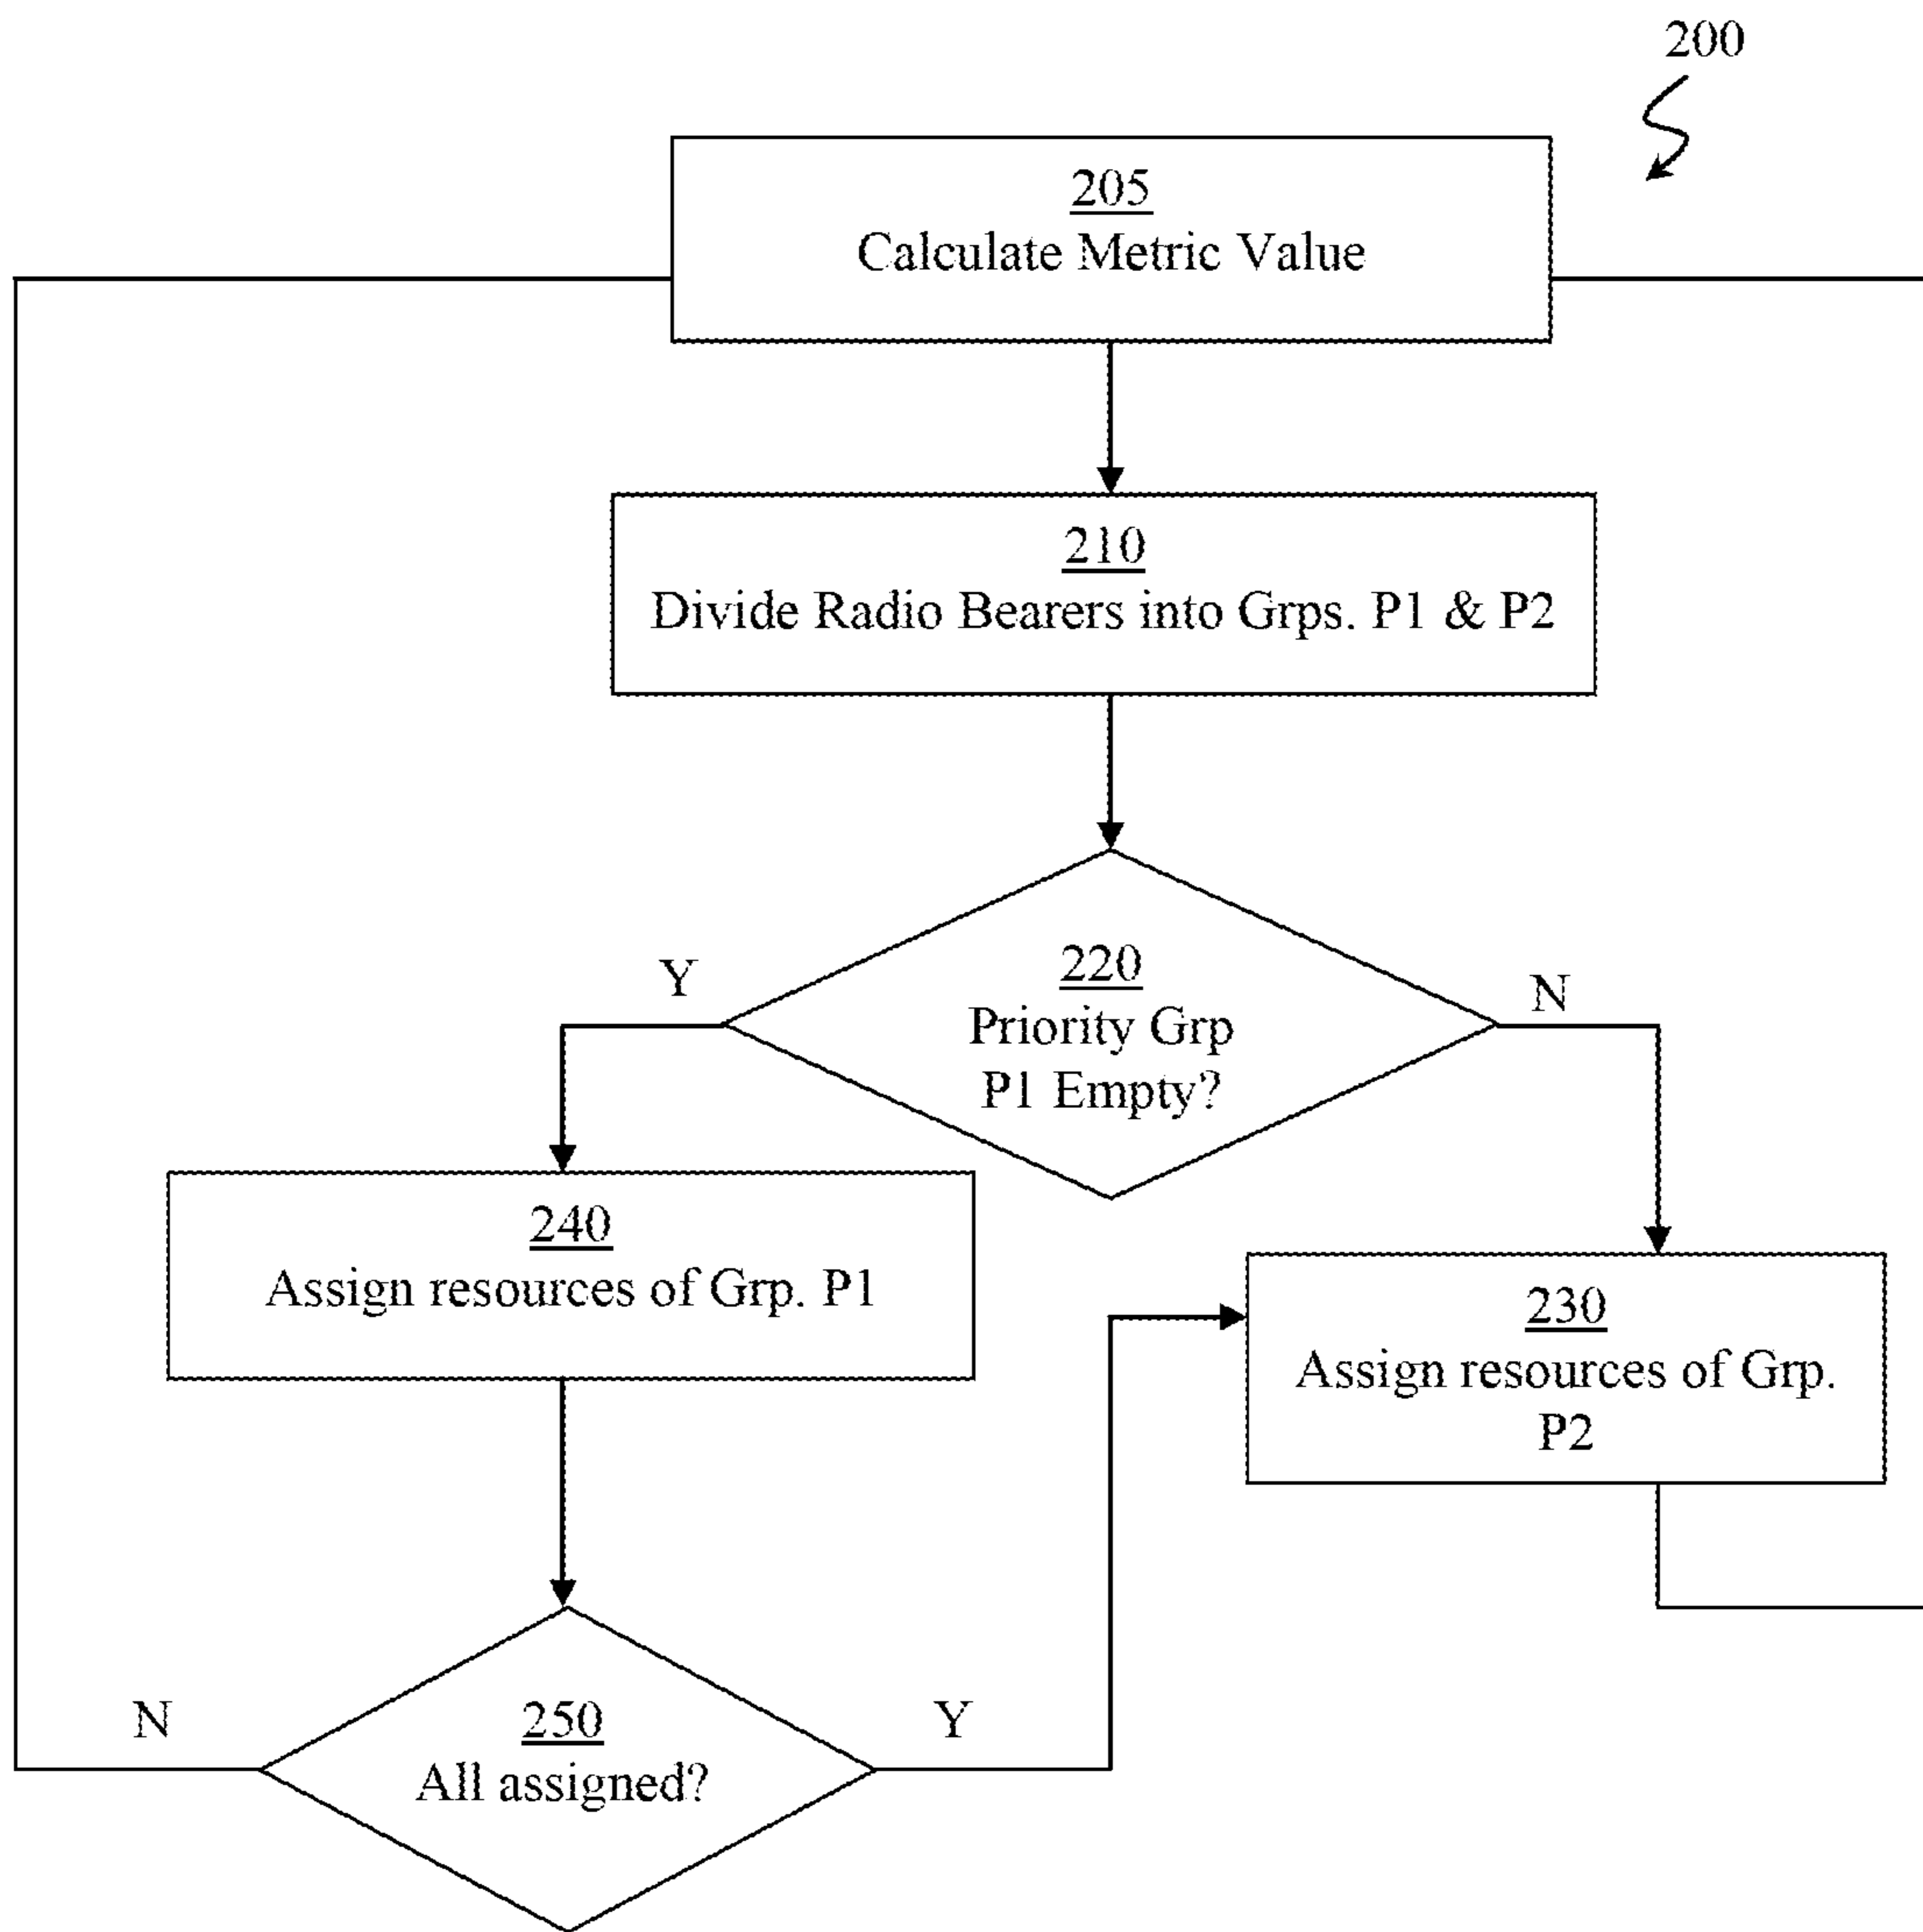 200
205
Calculate Metric Value
210
Divide Radio Bearers into Grps. P1 & P2
220
Priority Grp
P1 Empty?
Y
N
240
Assign resources of Grp. P1
230
Assign resources of Grp.
P2
250
All assigned?
N
Y